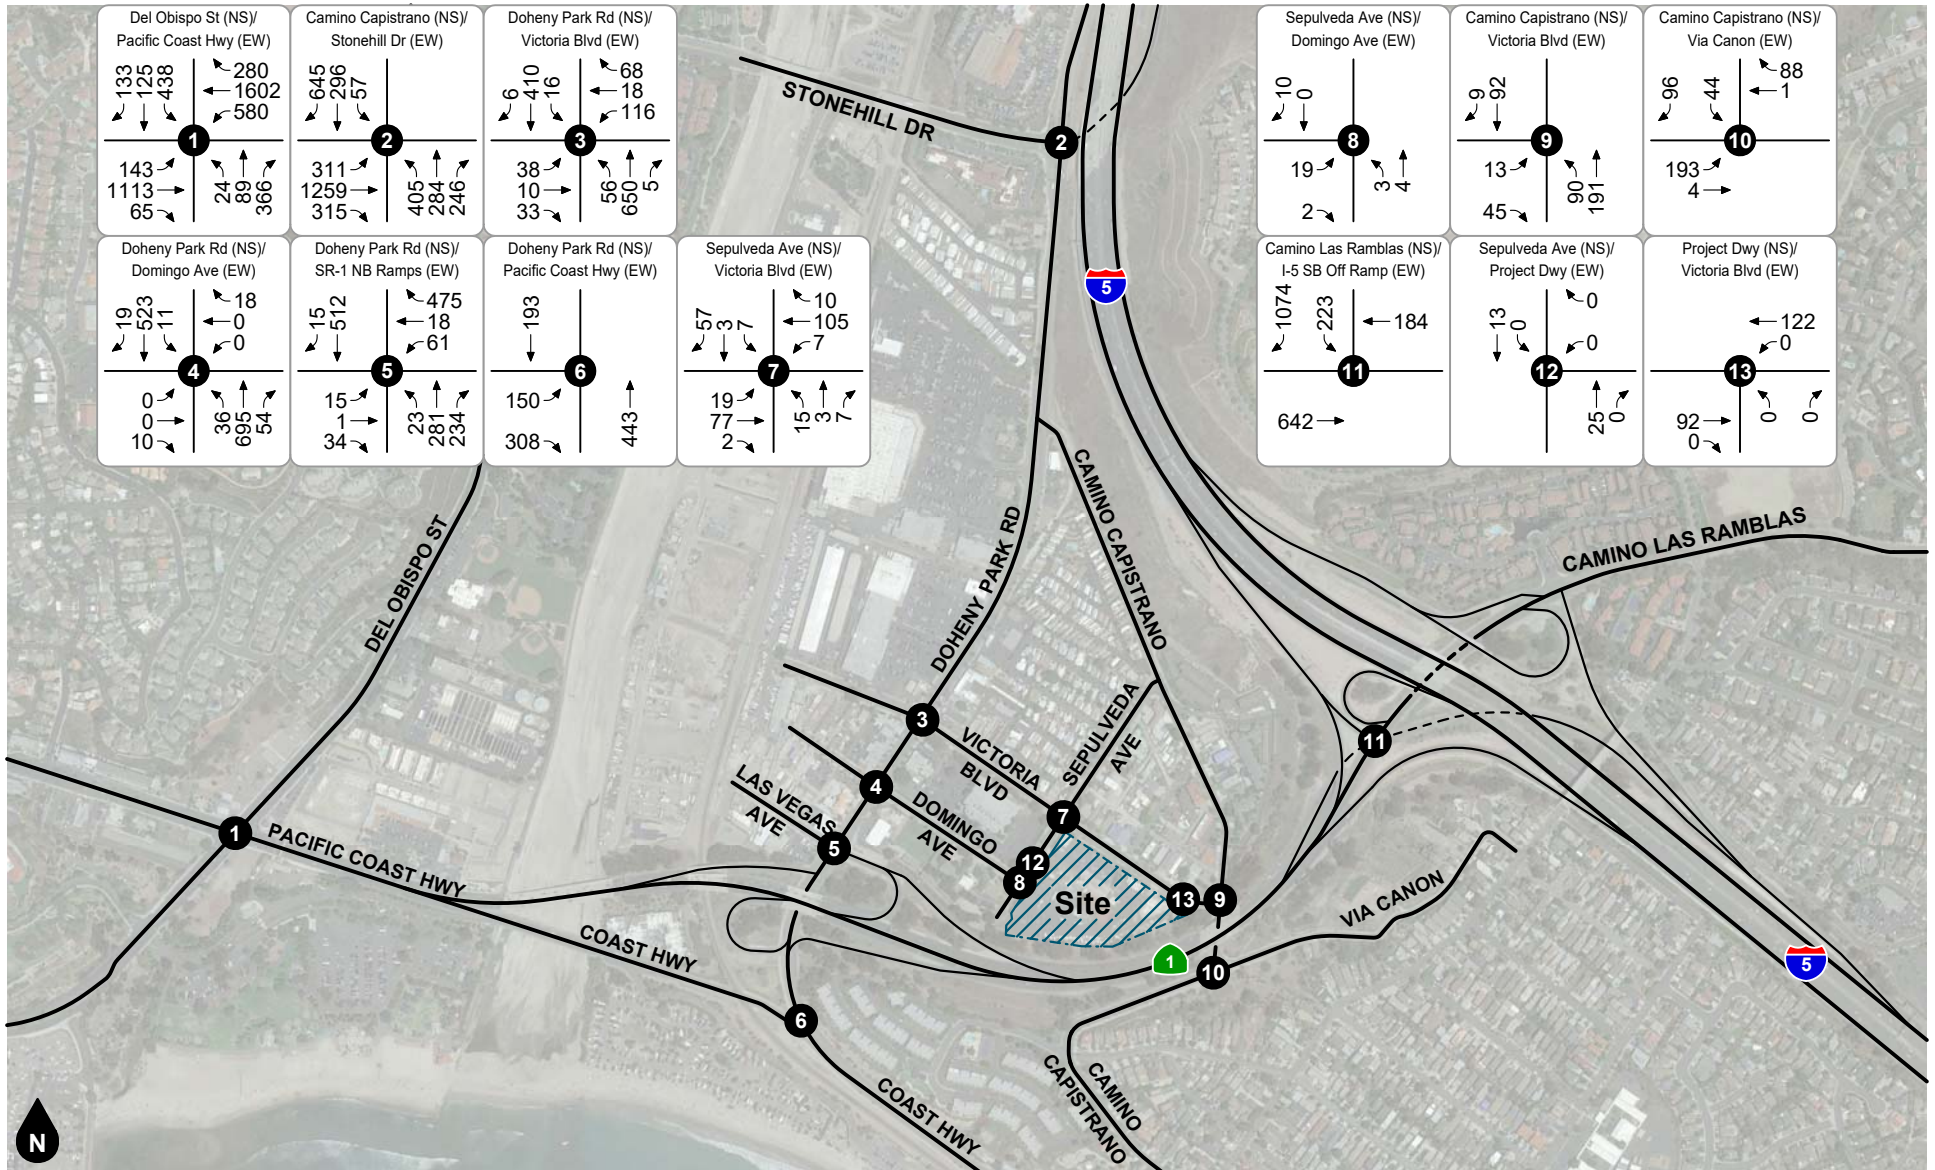 Del Obispo St (NS)/
Pacific Coast Hwy (EW)
133 125 438
280
1602
580
1
143
1113
65
24 89 366
Camino Capistrano (NS)/
Stonehill Dr (EW)
645 296 57
2
311
1259
315
405 284 246
Doheny Park Rd (NS)/
Victoria Blvd (EW)
6 410 16
68
18
116
3
38
10
33
56 650 5
Doheny Park Rd (NS)/
Domingo Ave (EW)
19 523 11
18
0
0
4
0
0
10
36 695 54
Doheny Park Rd (NS)/
SR-1 NB Ramps (EW)
15 512
475
18
61
5
15
1
34
23 281 234
Doheny Park Rd (NS)/
Pacific Coast Hwy (EW)
193
6
150
308
443
Sepulveda Ave (NS)/
Victoria Blvd (EW)
57 3 7
10
105
7
7
19
77
2
15 3 7
Sepulveda Ave (NS)/
Domingo Ave (EW)
10 0
8
19
2
3 4
Camino Capistrano (NS)/
Victoria Blvd (EW)
9 92
9
13
45
90 191
Camino Capistrano (NS)/
Via Canon (EW)
96 44
88
1
10
193
4
Camino Las Ramblas (NS)/
I-5 SB Off Ramp (EW)
1074 223
184
11
642
Sepulveda Ave (NS)/
Project Dwy (EW)
13 0
0
0
12
25 0
Project Dwy (NS)/
Victoria Blvd (EW)
122
0
13
92
0
0 0
STONEHILL DR
2
5
CAMINO CAPISTRANO
DOHENY PARK RD
DEL OBISPO ST
CAMINO LAS RAMBLAS
3
VICTORIA
BLVD
SEPULVEDA
AVE
11
4
LAS VEGAS
AVE
DOMINGO
AVE
7
1
PACIFIC COAST HWY
5
12
8
Site
13
9
VIA CANON
COAST HWY
1
10
5
6
COAST HWY
CAMINO
CAPISTRANO
N